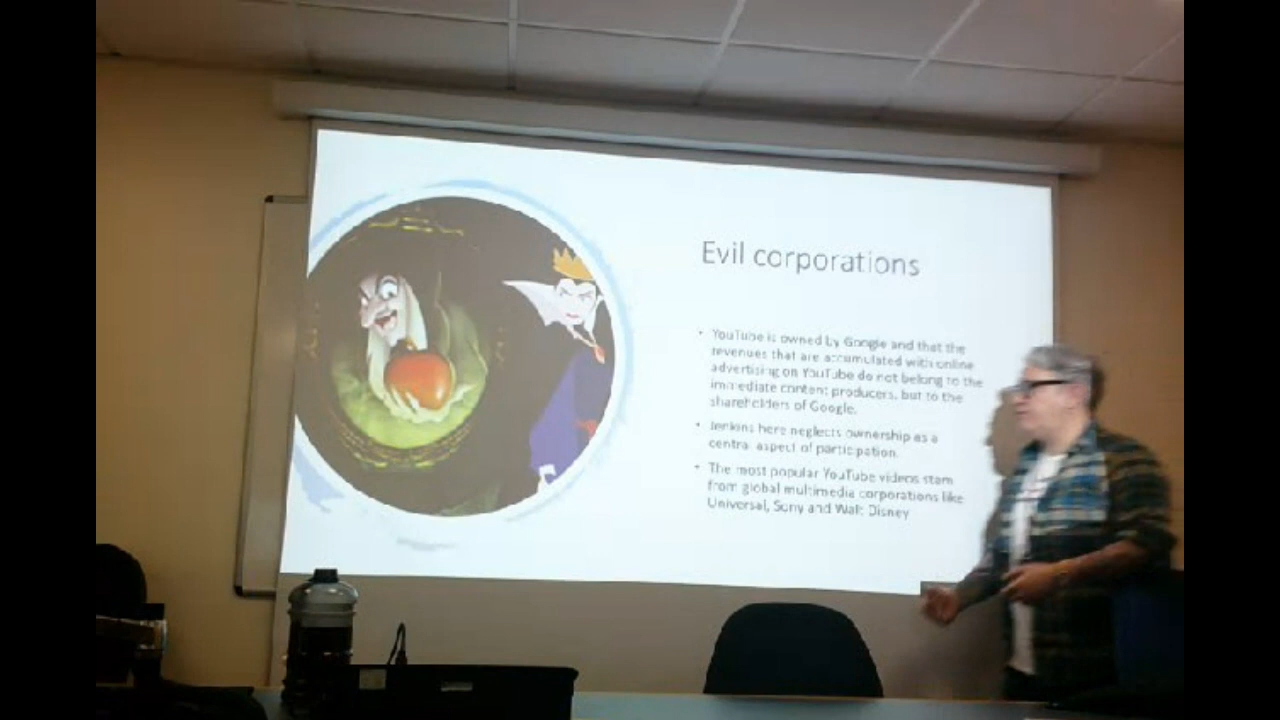 Evil corporations
• YouTube is owned by Google and that the
revenues that are accumulated with online
advertising on YouTube do not belong to the
immediate content producers, but to the
shareholders of Google.
• Jenkins here neglects ownership as a
central aspect of participation.
• The most popular YouTube videos stem
from global multimedia corporations like
Universal, Sony and Walt Disney